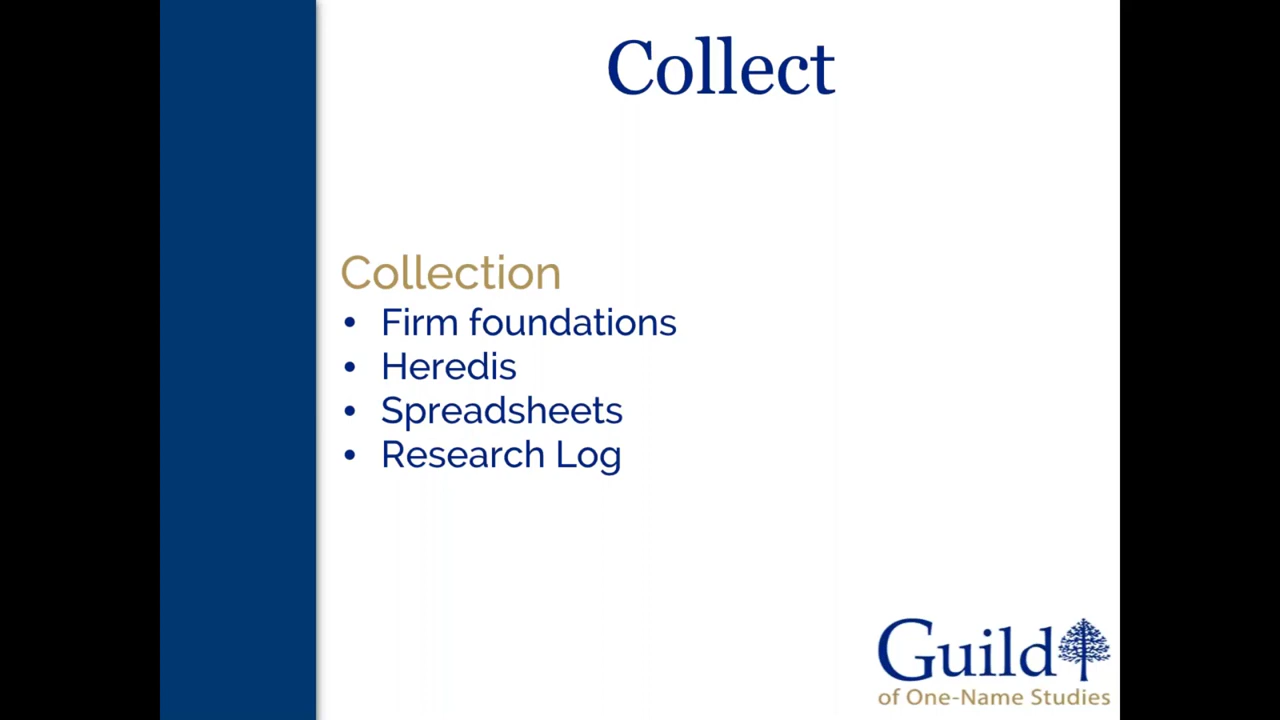 Collect
Collection
• Firm foundations
• Heredis
• Spreadsheets
• Research Log
Guild
of One-Name Studies